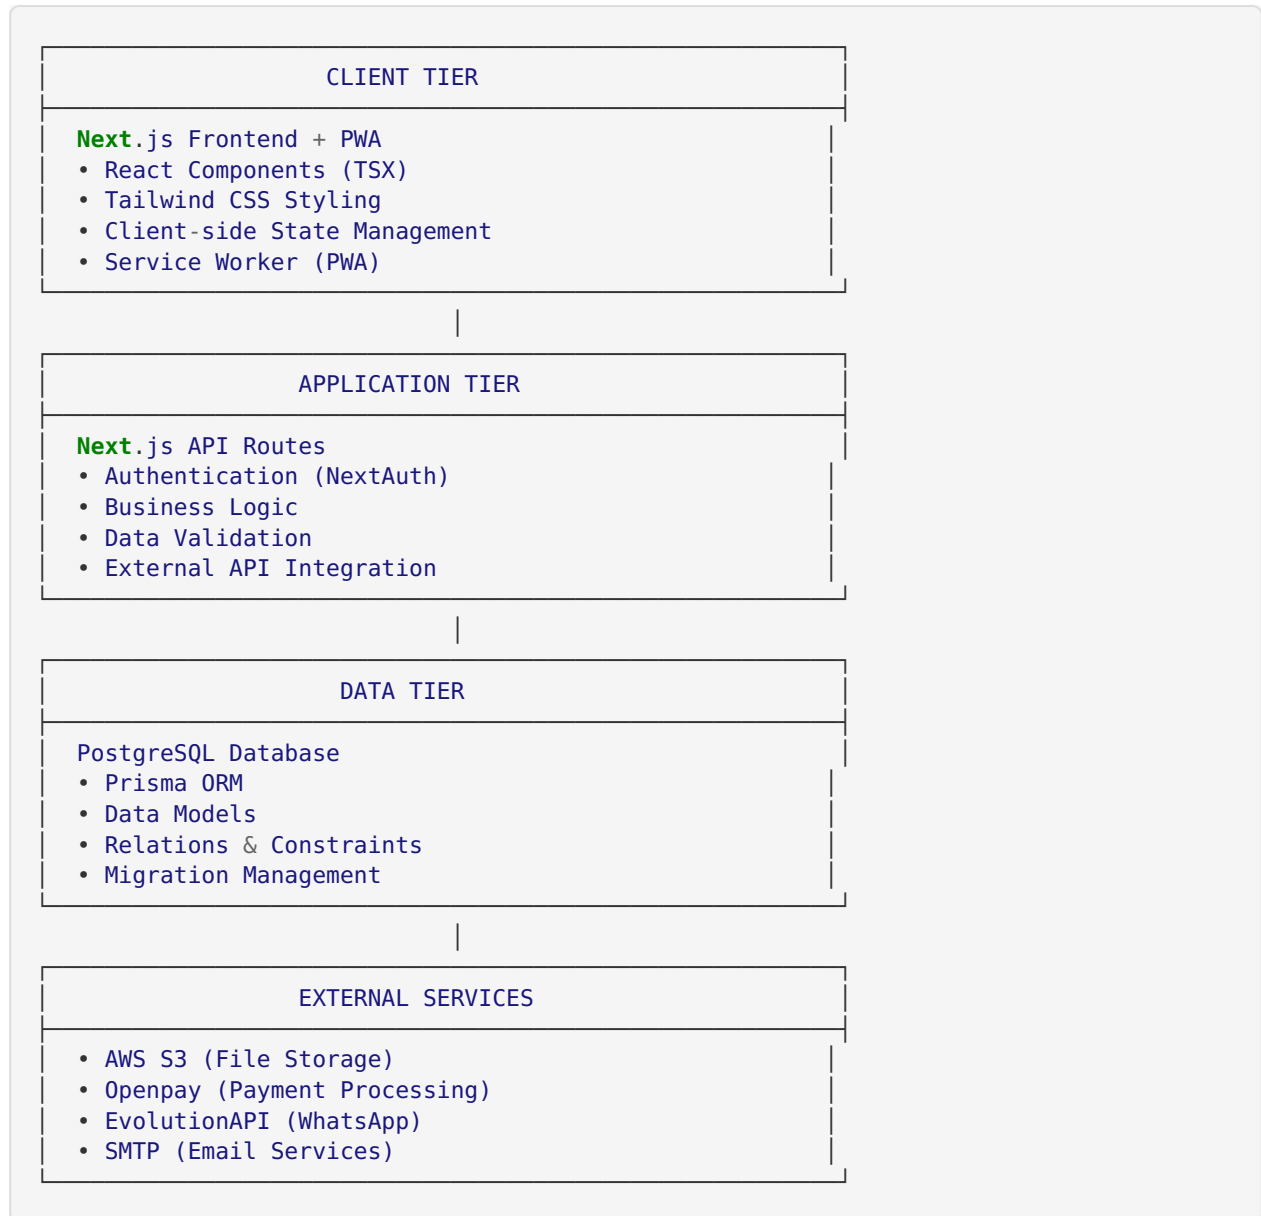 CLIENT TIER
Next.js Frontend + PWA
• React Components (TSX)
• Tailwind CSS Styling
• Client-side State Management
• Service Worker (PWA)
APPLICATION TIER
Next.js API Routes
• Authentication (NextAuth)
• Business Logic
• Data Validation
• External API Integration
DATA TIER
PostgreSQL Database
• Prisma ORM
• Data Models
• Relations & Constraints
• Migration Management
EXTERNAL SERVICES
• AWS S3 (File Storage)
• Openpay (Payment Processing)
• EvolutionAPI (WhatsApp)
• SMTP (Email Services)